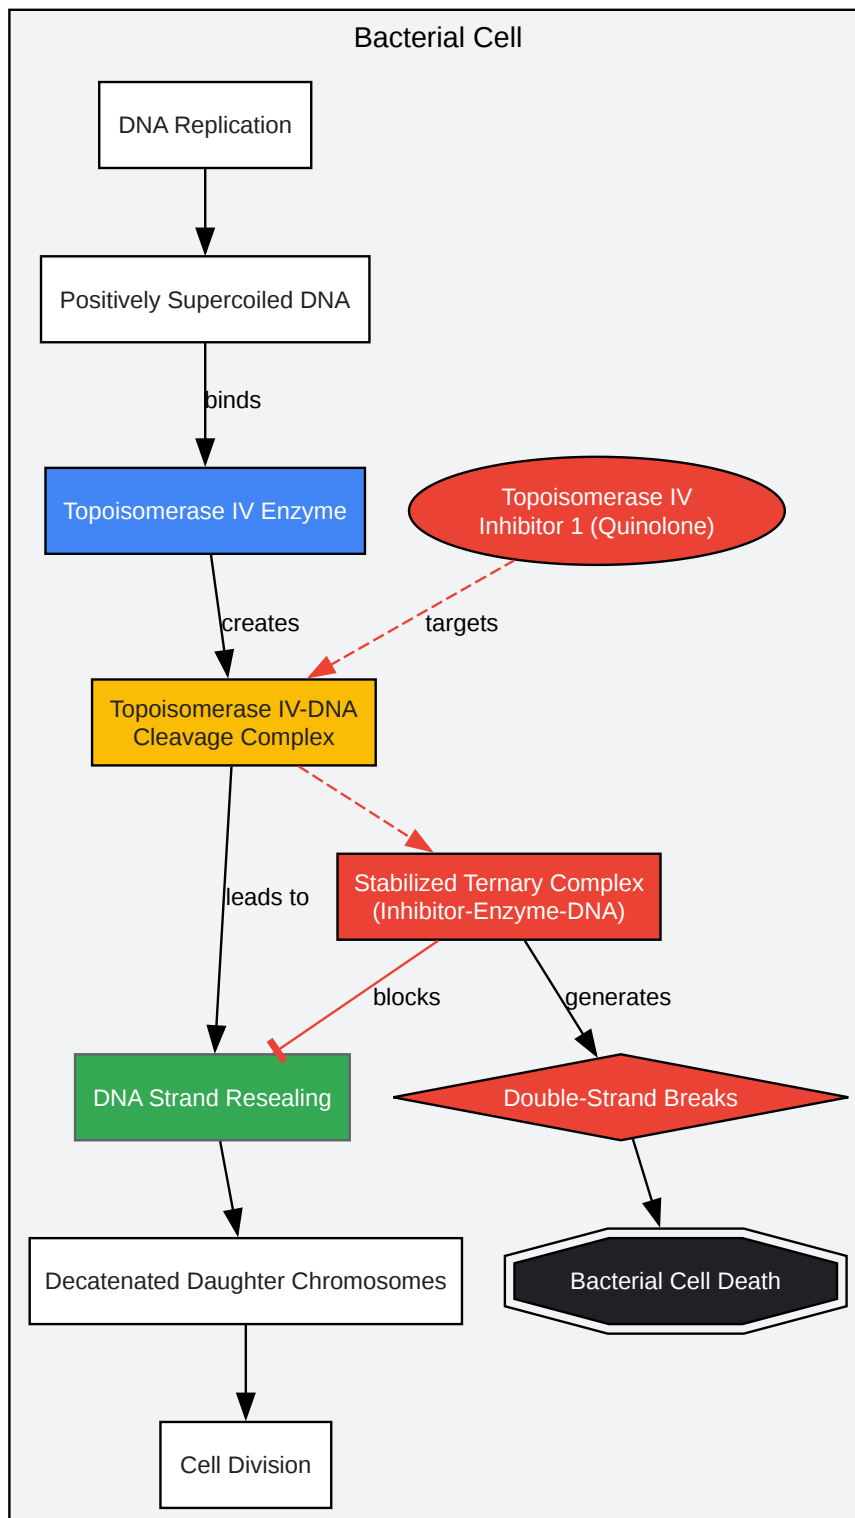 Bacterial Cell
DNA Replication
Positively Supercoiled DNA
binds
Topoisomerase IV Enzyme
Topoisomerase IV
Inhibitor 1 (Quinolone)
creates
targets
Topoisomerase IV-DNA
Cleavage Complex
Stabilized Ternary Complex
(Inhibitor-Enzyme-DNA)
leads to
blocks
generates
DNA Strand Resealing
Double-Strand Breaks
Decatenated Daughter Chromosomes
Bacterial Cell Death
Cell Division